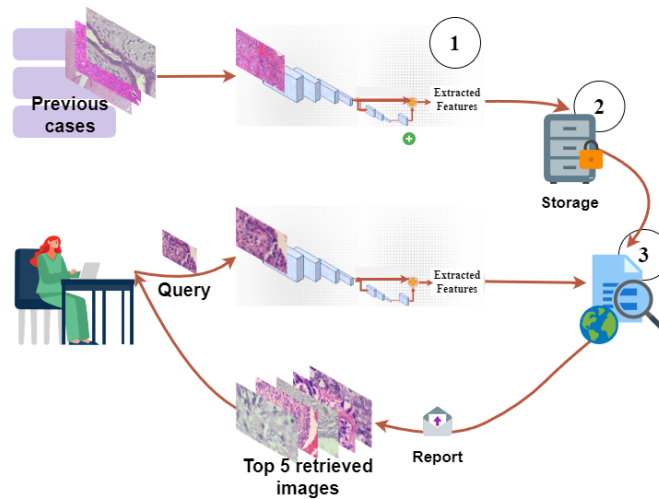 1
Previous
cases
Extracted
Features
2
Storage
Query
Extracted
Features
3
Report
Top 5 retrieved
images